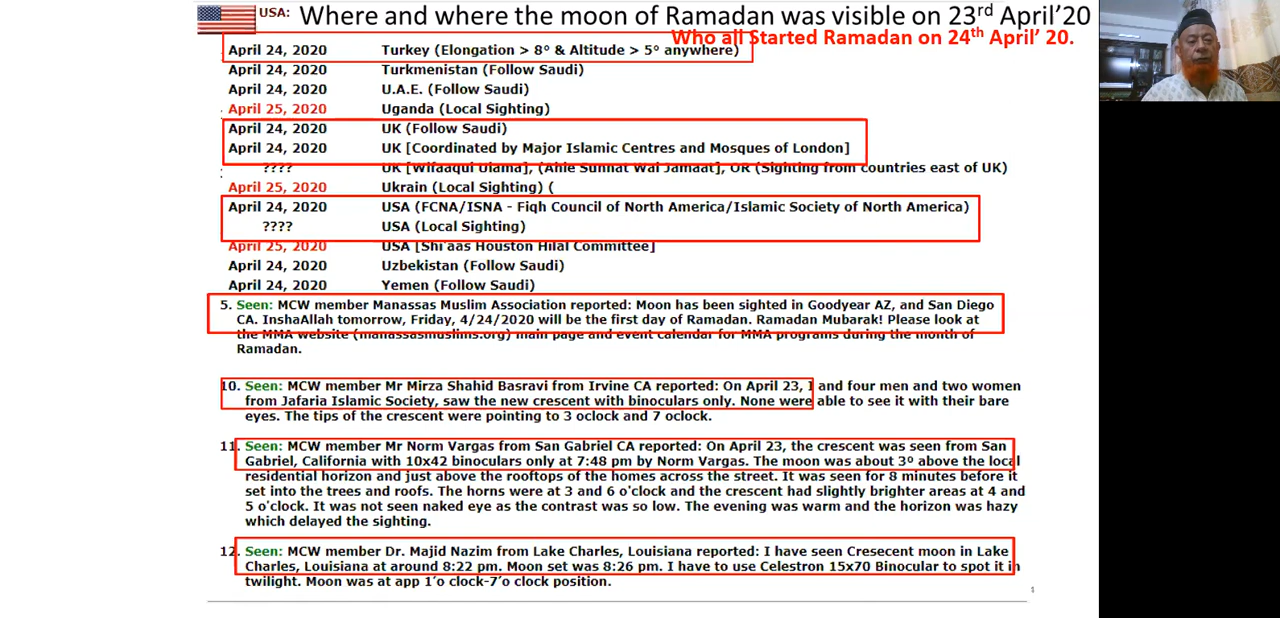 USA: Where and where the moon of Ramadan was visible on 23rd April'20
Who all Started Ramadan on 24th April' 20.
April 24, 2020 Turkey (Elongation > 8° & Altitude > 5° anywhere)
April 24, 2020 Turkmenistan (Follow Saudi)
April 24, 2020 U.A.E. (Follow Saudi)
April 25, 2020 Uganda (Local Sighting)
April 24, 2020 UK (Follow Saudi)
April 24, 2020 UK [Coordinated by Major Islamic Centres and Mosques of London]
???? UK [Wifaaqul Ulama], (Ahle Sunnat Wal Jamaat], OR (Sighting from countries east of UK)
April 25, 2020 Ukrain (Local Sighting) (
April 24, 2020 USA (FCNA/ISNA - Fiqh Council of North America/Islamic Society of North America)
???? USA (Local Sighting)
April 25, 2020 USA [Shi'aas Houston Hilal Committee]
April 24, 2020 Uzbekistan (Follow Saudi)
April 24, 2020 Yemen (Follow Saudi)
5. Seen: MCW member Manassas Muslim Association reported: Moon has been sighted in Goodyear AZ, and San Diego
CA. InshaAllah tomorrow, Friday, 4/24/2020 will be the first day of Ramadan. Ramadan Mubarak! Please look at
the MMA website (manassasmuslims.org) main page and event calendar for MMA programs during the month of
Ramadan.
10. Seen: MCW member Mr Mirza Shahid Basravi from Irvine CA reported: On April 23, I and four men and two women
from Jafaria Islamic Society, saw the new crescent with binoculars only. None were able to see it with their bare
eyes. The tips of the crescent were pointing to 3 oclock and 7 oclock.
11. Seen: MCW member Mr Norm Vargas from San Gabriel CA reported: On April 23, the crescent was seen from San
Gabriel, California with 10x42 binoculars only at 7:48 pm by Norm Vargas. The moon was about 3° above the local
residential horizon and just above the rooftops of the homes across the street. It was seen for 8 minutes before it
set into the trees and roofs. The horns were at 3 and 6 o'clock and the crescent had slightly brighter areas at 4 and
5 o'clock. It was not seen naked eye as the contrast was so low. The evening was warm and the horizon was hazy
which delayed the sighting.
12. Seen: MCW member Dr. Majid Nazim from Lake Charles, Louisiana reported: I have seen Cresecent moon in Lake
Charles, Louisiana at around 8:22 pm. Moon set was 8:26 pm. I have to use Celestron 15x70 Binocular to spot it in
twilight. Moon was at app 1'o clock-7'o clock position.